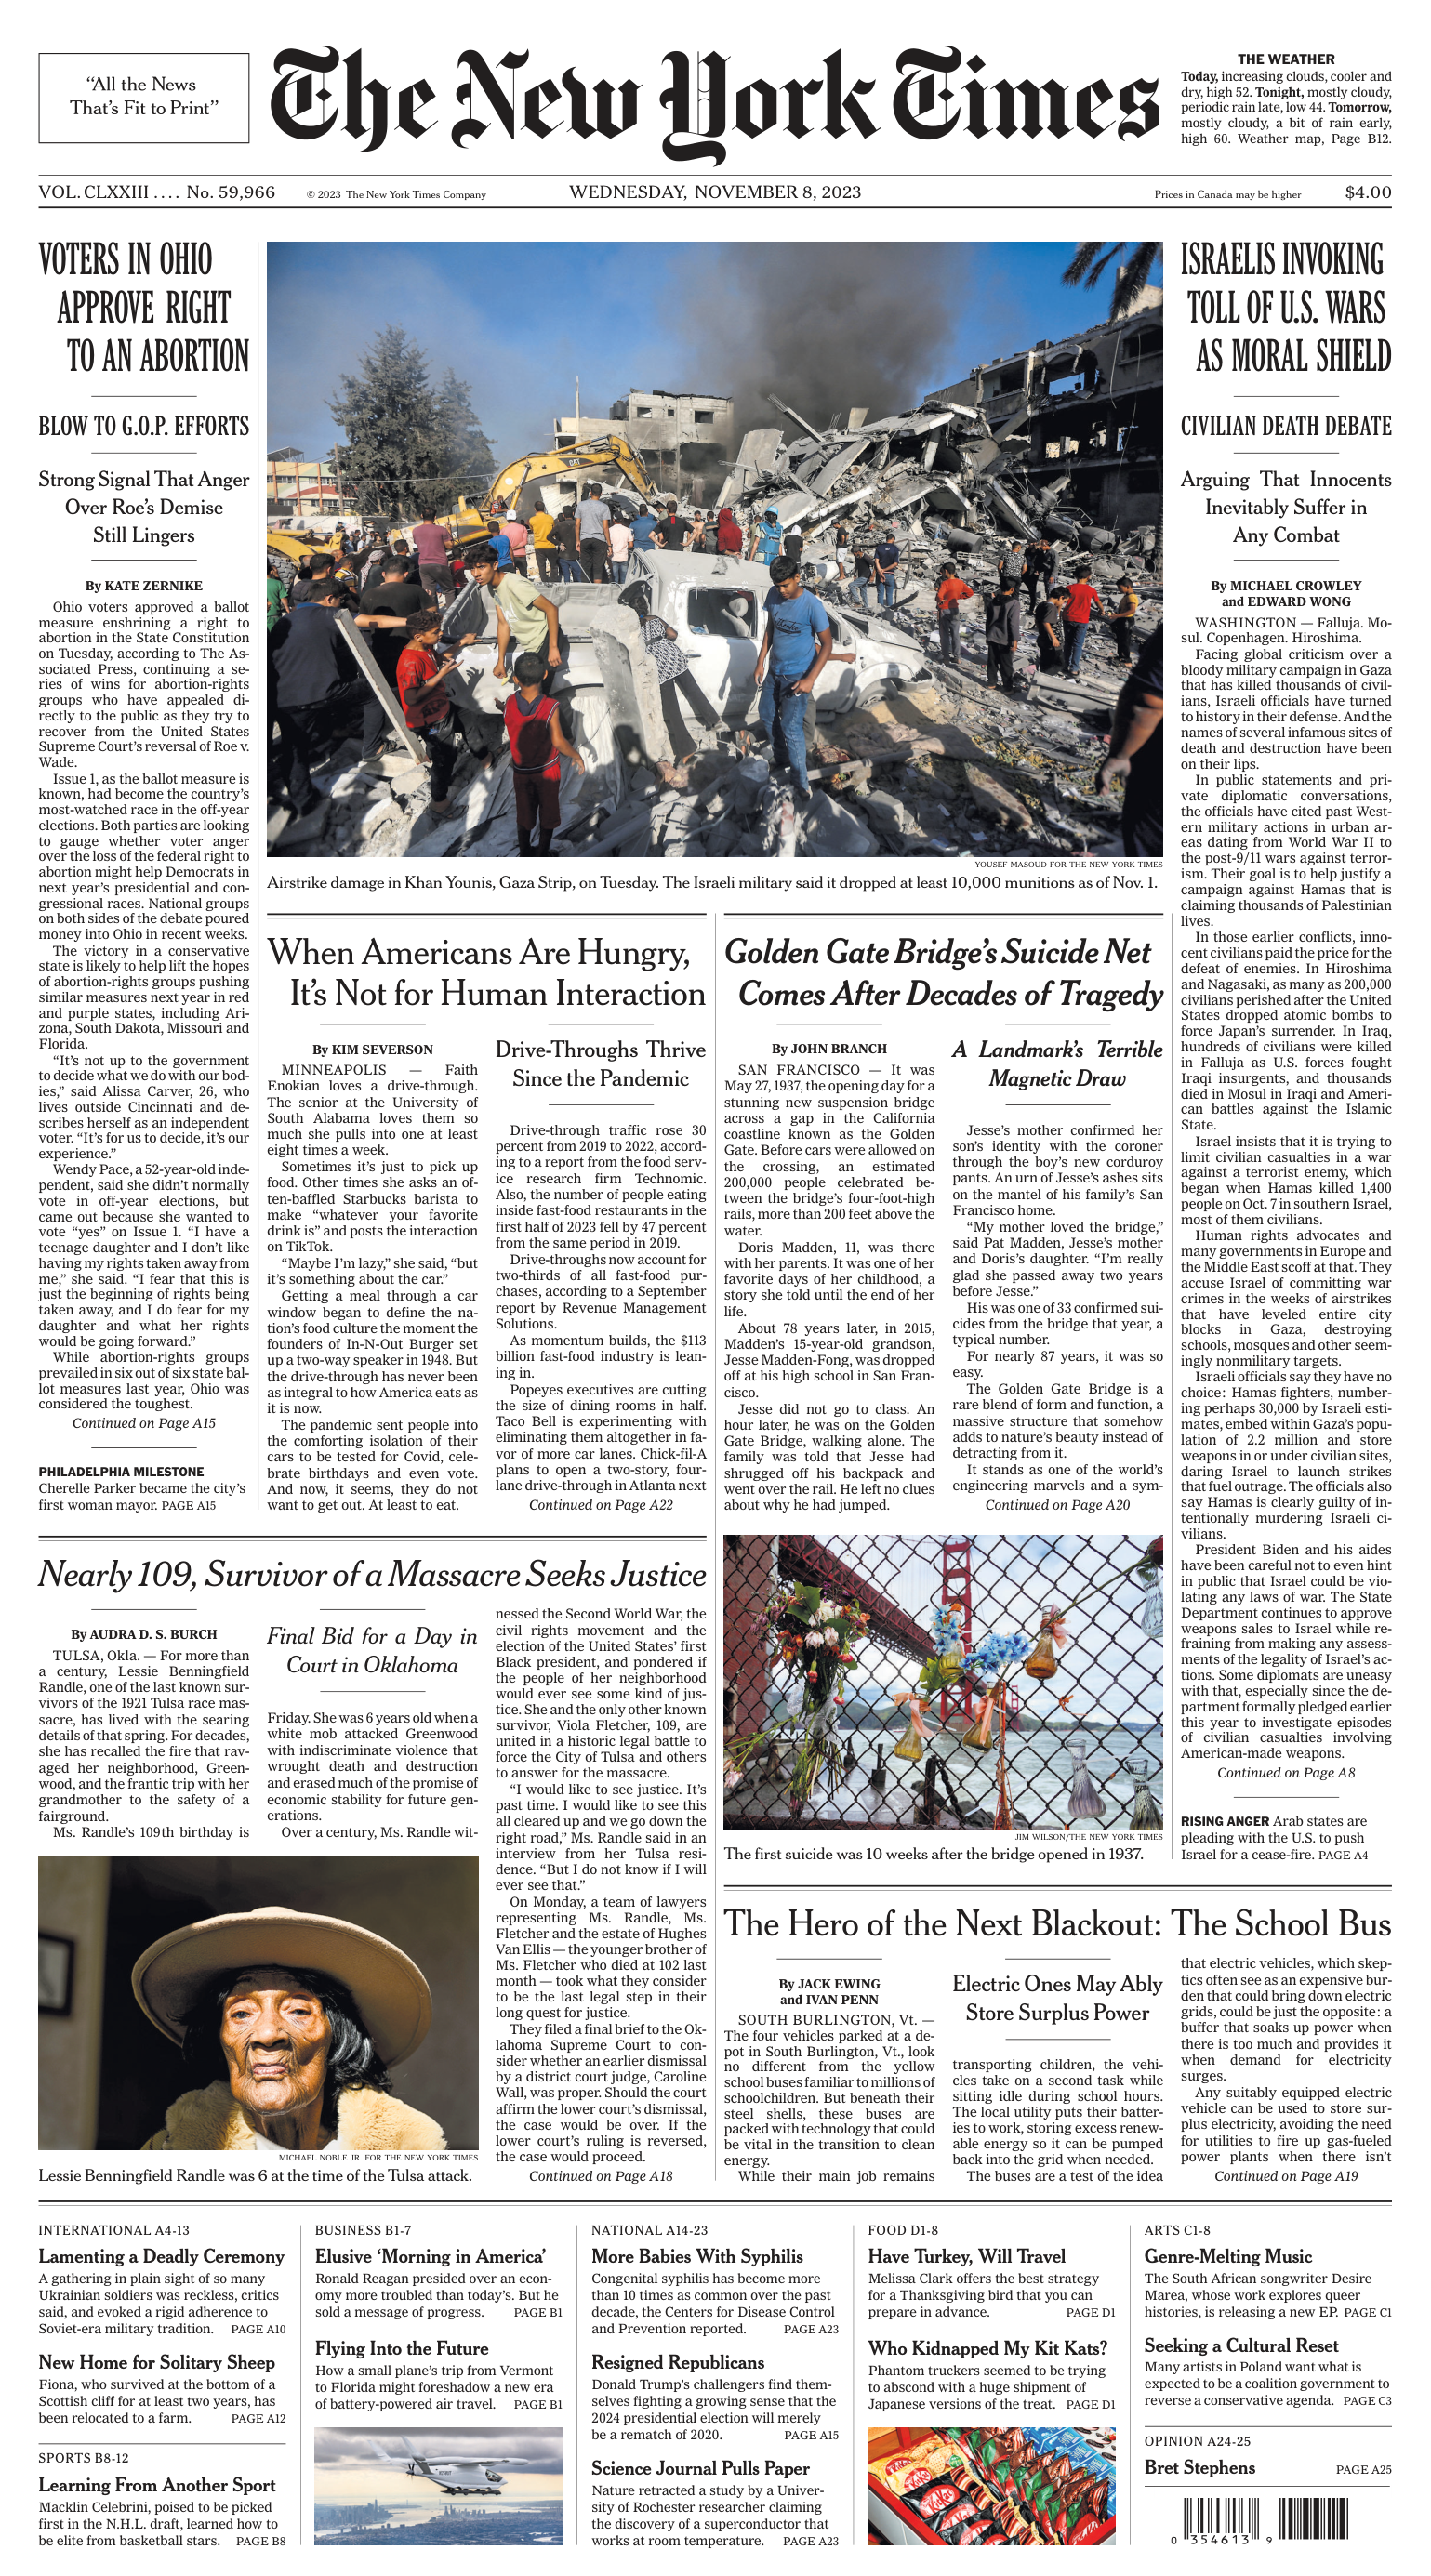 “All the News
That’s Fit to Print”
The New York Times
THE WEATHER
Today, increasing clouds, cooler and
dry, high 52. Tonight, mostly cloudy,
periodic rain late, low 44. Tomorrow,
mostly cloudy, a bit of rain early,
high 60. Weather map, Page B12.
VOL. CLXXIII . . . . No. 59,966
© 2023 The New York Times Company
WEDNESDAY, NOVEMBER 8, 2023
Prices in Canada may be higher
$4.00
VOTERS IN OHIO
APPROVE RIGHT
TO AN ABORTION
BLOW TO G.O.P. EFFORTS
Strong Signal That Anger
Over Roe’s Demise
Still Lingers
By KATE ZERNIKE
Ohio voters approved a ballot
measure enshrining a right to
abortion in the State Constitution
on Tuesday, according to The As-
sociated Press, continuing a se-
ries of wins for abortion-rights
groups who have appealed di-
rectly to the public as they try to
recover from the United States
Supreme Court’s reversal of Roe v.
Wade.
Issue 1, as the ballot measure is
known, had become the country’s
most-watched race in the off-year
elections. Both parties are looking
to gauge whether voter anger
over the loss of the federal right to
abortion might help Democrats in
next year’s presidential and con-
gressional races. National groups
on both sides of the debate poured
money into Ohio in recent weeks.
The victory in a conservative
state is likely to help lift the hopes
of abortion-rights groups pushing
similar measures next year in red
and purple states, including Ari-
zona, South Dakota, Missouri and
Florida.
“It’s not up to the government
to decide what we do with our bod-
ies,” said Alissa Carver, 26, who
lives outside Cincinnati and de-
scribes herself as an independent
voter. “It’s for us to decide, it’s our
experience.”
Wendy Pace, a 52-year-old inde-
pendent, said she didn’t normally
vote in off-year elections, but
came out because she wanted to
vote “yes” on Issue 1. “I have a
teenage daughter and I don’t like
having my rights taken away from
me,” she said. “I fear that this is
just the beginning of rights being
taken away, and I do fear for my
daughter and what her rights
would be going forward.”
While abortion-rights groups
prevailed in six out of six state bal-
lot measures last year, Ohio was
considered the toughest.
Continued on Page A15
PHILADELPHIA MILESTONE
Cherelle Parker became the city’s
first woman mayor. PAGE A15
CAT
YOUSEF MASOUD FOR THE NEW YORK TIMES
Airstrike damage in Khan Younis, Gaza Strip, on Tuesday. The Israeli military said it dropped at least 10,000 munitions as of Nov. 1.
When Americans Are Hungry,
It’s Not for Human Interaction
By KIM SEVERSON
MINNEAPOLIS — Faith
Enokian loves a drive-through.
The senior at the University of
South Alabama loves them so
much she pulls into one at least
eight times a week.
Sometimes it’s just to pick up
food. Other times she asks an of-
ten-baffled Starbucks barista to
make “whatever your favorite
drink is” and posts the interaction
on TikTok.
“Maybe I’m lazy,” she said, “but
it’s something about the car.”
Getting a meal through a car
window began to define the na-
tion’s food culture the moment the
founders of In-N-Out Burger set
up a two-way speaker in 1948. But
the drive-through has never been
as integral to how America eats as
it is now.
The pandemic sent people into
the comforting isolation of their
cars to be tested for Covid, cele-
brate birthdays and even vote.
And now, it seems, they do not
want to get out. At least to eat.
Drive-Throughs Thrive
Since the Pandemic
Drive-through traffic rose 30
percent from 2019 to 2022, accord-
ing to a report from the food serv-
ice research firm Technomic.
Also, the number of people eating
inside fast-food restaurants in the
first half of 2023 fell by 47 percent
from the same period in 2019.
Drive-throughs now account for
two-thirds of all fast-food pur-
chases, according to a September
report by Revenue Management
Solutions.
As momentum builds, the $113
billion fast-food industry is lean-
ing in.
Popeyes executives are cutting
the size of dining rooms in half.
Taco Bell is experimenting with
eliminating them altogether in fa-
vor of more car lanes. Chick-fil-A
plans to open a two-story, four-
lane drive-through in Atlanta next
Continued on Page A22
Golden Gate Bridge’s Suicide Net
Comes After Decades of Tragedy
By JOHN BRANCH
SAN FRANCISCO — It was
May 27, 1937, the opening day for a
stunning new suspension bridge
across a gap in the California
coastline known as the Golden
Gate. Before cars were allowed on
the crossing, an estimated
200,000 people celebrated be-
tween the bridge’s four-foot-high
rails, more than 200 feet above the
water.
Doris Madden, 11, was there
with her parents. It was one of her
favorite days of her childhood, a
story she told until the end of her
life.
About 78 years later, in 2015,
Madden’s 15-year-old grandson,
Jesse Madden-Fong, was dropped
off at his high school in San Fran-
cisco.
Jesse did not go to class. An
hour later, he was on the Golden
Gate Bridge, walking alone. The
family was told that Jesse had
shrugged off his backpack and
went over the rail. He left no clues
about why he had jumped.
A Landmark’s Terrible
Magnetic Draw
Jesse’s mother confirmed her
son’s identity with the coroner
through the boy’s new corduroy
pants. An urn of Jesse’s ashes sits
on the mantel of his family’s San
Francisco home.
“My mother loved the bridge,”
said Pat Madden, Jesse’s mother
and Doris’s daughter. “I’m really
glad she passed away two years
before Jesse.”
His was one of 33 confirmed sui-
cides from the bridge that year, a
typical number.
For nearly 87 years, it was so
easy.
The Golden Gate Bridge is a
rare blend of form and function, a
massive structure that somehow
adds to nature’s beauty instead of
detracting from it.
It stands as one of the world’s
engineering marvels and a sym-
Continued on Page A20
JIM WILSON/THE NEW YORK TIMES
The first suicide was 10 weeks after the bridge opened in 1937.
ISRAELIS INVOKING
TOLL OF U.S. WARS
AS MORAL SHIELD
CIVILIAN DEATH DEBATE
Arguing That Innocents
Inevitably Suffer in
Any Combat
By MICHAEL CROWLEY
and EDWARD WONG
WASHINGTON — Falluja. Mo-
sul. Copenhagen. Hiroshima.
Facing global criticism over a
bloody military campaign in Gaza
that has killed thousands of civil-
ians, Israeli officials have turned
to history in their defense. And the
names of several infamous sites of
death and destruction have been
on their lips.
In public statements and pri-
vate diplomatic conversations,
the officials have cited past West-
ern military actions in urban ar-
eas dating from World War II to
the post-9/11 wars against terror-
ism. Their goal is to help justify a
campaign against Hamas that is
claiming thousands of Palestinian
lives.
In those earlier conflicts, inno-
cent civilians paid the price for the
defeat of enemies. In Hiroshima
and Nagasaki, as many as 200,000
civilians perished after the United
States dropped atomic bombs to
force Japan’s surrender. In Iraq,
hundreds of civilians were killed
in Falluja as U.S. forces fought
Iraqi insurgents, and thousands
died in Mosul in Iraqi and Ameri-
can battles against the Islamic
State.
Israel insists that it is trying to
limit civilian casualties in a war
against a terrorist enemy, which
began when Hamas killed 1,400
people on Oct. 7 in southern Israel,
most of them civilians.
Human rights advocates and
many governments in Europe and
the Middle East scoff at that. They
accuse Israel of committing war
crimes in the weeks of airstrikes
that have leveled entire city
blocks in Gaza, destroying
schools, mosques and other seem-
ingly nonmilitary targets.
Israeli officials say they have no
choice: Hamas fighters, number-
ing perhaps 30,000 by Israeli esti-
mates, embed within Gaza’s popu-
lation of 2.2 million and store
weapons in or under civilian sites,
daring Israel to launch strikes
that fuel outrage. The officials also
say Hamas is clearly guilty of in-
tentionally murdering Israeli ci-
vilians.
President Biden and his aides
have been careful not to even hint
in public that Israel could be vio-
lating any laws of war. The State
Department continues to approve
weapons sales to Israel while re-
fraining from making any assess-
ments of the legality of Israel’s ac-
tions. Some diplomats are uneasy
with that, especially since the de-
partment formally pledged earlier
this year to investigate episodes
of civilian casualties involving
American-made weapons.
Continued on Page A8
RISING ANGER Arab states are
pleading with the U.S. to push
Israel for a cease-fire. PAGE A4
Nearly 109, Survivor of a Massacre Seeks Justice
By AUDRA D. S. BURCH
TULSA, Okla. — For more than
a century, Lessie Benningfield
Randle, one of the last known sur-
vivors of the 1921 Tulsa race mas-
sacre, has lived with the searing
details of that spring. For decades,
she has recalled the fire that rav-
aged her neighborhood, Green-
wood, and the frantic trip with her
grandmother to the safety of a
fairground.
Ms. Randle’s 109th birthday is
Final Bid for a Day in
Court in Oklahoma
Friday. She was 6 years old when a
white mob attacked Greenwood
with indiscriminate violence that
wrought death and destruction
and erased much of the promise of
economic stability for future gen-
erations.
Over a century, Ms. Randle wit-
nessed the Second World War, the
civil rights movement and the
election of the United States’ first
Black president, and pondered if
the people of her neighborhood
would ever see some kind of jus-
tice. She and the only other known
survivor, Viola Fletcher, 109, are
united in a historic legal battle to
force the City of Tulsa and others
to answer for the massacre.
“I would like to see justice. It’s
past time. I would like to see this
all cleared up and we go down the
right road,” Ms. Randle said in an
interview from her Tulsa resi-
dence. “But I do not know if I will
ever see that.”
On Monday, a team of lawyers
representing Ms. Randle, Ms.
Fletcher and the estate of Hughes
Van Ellis — the younger brother of
Ms. Fletcher who died at 102 last
month — took what they consider
to be the last legal step in their
long quest for justice.
They filed a final brief to the Ok-
lahoma Supreme Court to con-
sider whether an earlier dismissal
by a district court judge, Caroline
Wall, was proper. Should the court
affirm the lower court’s dismissal,
the case would be over. If the
lower court’s ruling is reversed,
the case would proceed.
Continued on Page A18
MICHAEL NOBLE JR. FOR THE NEW YORK TIMES
Lessie Benningfield Randle was 6 at the time of the Tulsa attack.
The Hero of the Next Blackout: The School Bus
By JACK EWING
and IVAN PENN
SOUTH BURLINGTON, Vt. —
The four vehicles parked at a de-
pot in South Burlington, Vt., look
no different from the yellow
school buses familiar to millions of
schoolchildren. But beneath their
steel shells, these buses are
packed with technology that could
be vital in the transition to clean
energy.
While their main job remains
Electric Ones May Ably
Store Surplus Power
transporting children, the vehi-
cles take on a second task while
sitting idle during school hours.
The local utility puts their batter-
ies to work, storing excess renew-
able energy so it can be pumped
back into the grid when needed.
The buses are a test of the idea
that electric vehicles, which skep-
tics often see as an expensive bur-
den that could bring down electric
grids, could be just the opposite: a
buffer that soaks up power when
there is too much and provides it
when demand for electricity
surges.
Any suitably equipped electric
vehicle can be used to store sur-
plus electricity, avoiding the need
for utilities to fire up gas-fueled
power plants when there isn’t
Continued on Page A19
INTERNATIONAL A4-13
Lamenting a Deadly Ceremony
A gathering in plain sight of so many
Ukrainian soldiers was reckless, critics
said, and evoked a rigid adherence to
Soviet-era military tradition. PAGE A10
New Home for Solitary Sheep
Fiona, who survived at the bottom of a
Scottish cliff for at least two years, has
been relocated to a farm. PAGE A12
SPORTS B8-12
Learning From Another Sport
Macklin Celebrini, poised to be picked
first in the N.H.L. draft, learned how to
be elite from basketball stars. PAGE B8
BUSINESS B1-7
Elusive ‘Morning in America’
Ronald Reagan presided over an econ-
omy more troubled than today’s. But he
sold a message of progress. PAGE B1
Flying Into the Future
How a small plane’s trip from Vermont
to Florida might foreshadow a new era
of battery-powered air travel. PAGE B1
NATIONAL A14-23
More Babies With Syphilis
Congenital syphilis has become more
than 10 times as common over the past
decade, the Centers for Disease Control
and Prevention reported. PAGE A23
Resigned Republicans
Donald Trump’s challengers find them-
selves fighting a growing sense that the
2024 presidential election will merely
be a rematch of 2020. PAGE A15
Science Journal Pulls Paper
Nature retracted a study by a Univer-
sity of Rochester researcher claiming
the discovery of a superconductor that
works at room temperature. PAGE A23
FOOD D1-8
Have Turkey, Will Travel
Melissa Clark offers the best strategy
for a Thanksgiving bird that you can
prepare in advance. PAGE D1
Who Kidnapped My Kit Kats?
Phantom truckers seemed to be trying
to abscond with a huge shipment of
Japanese versions of the treat. PAGE D1
KitKat
ARTS C1-8
Genre-Melting Music
The South African songwriter Desire
Marea, whose work explores queer
histories, is releasing a new EP. PAGE C1
Seeking a Cultural Reset
Many artists in Poland want what is
expected to be a coalition government to
reverse a conservative agenda. PAGE C3
OPINION A24-25
Bret Stephens PAGE A25
0 354613 9